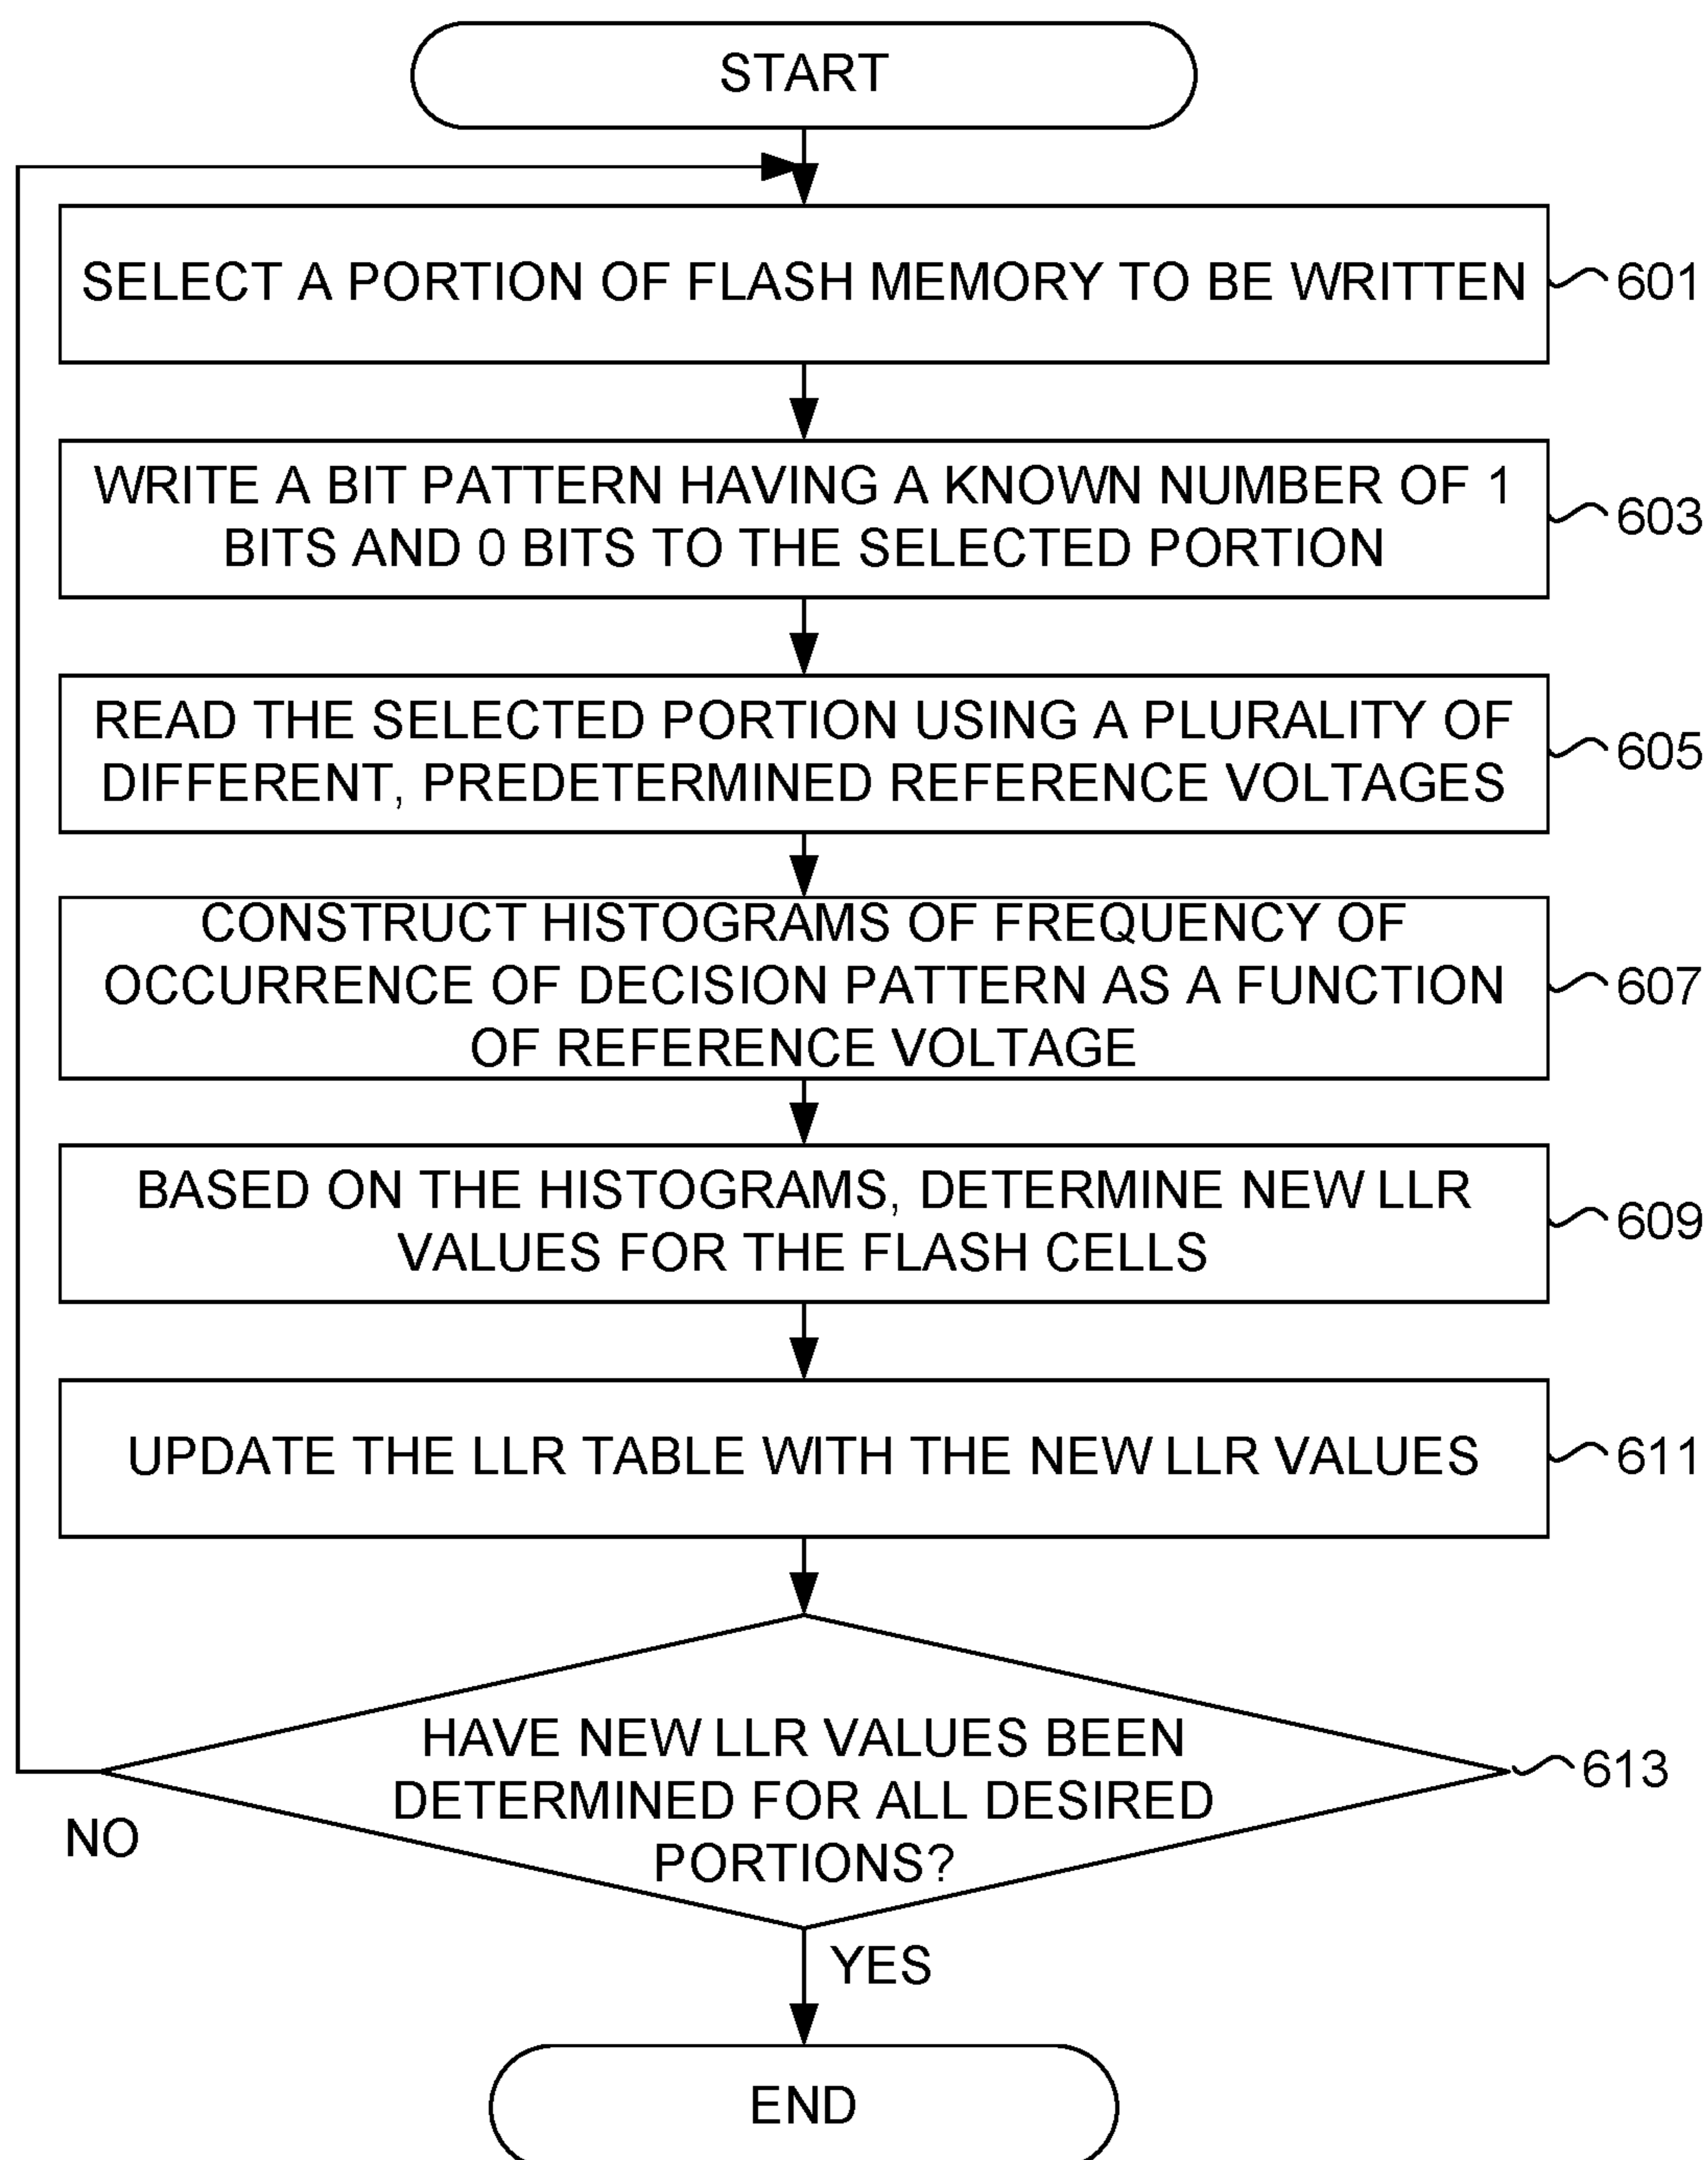 START
SELECT A PORTION OF FLASH MEMORY TO BE WRITTEN
601
WRITE A BIT PATTERN HAVING A KNOWN NUMBER OF 1
BITS AND 0 BITS TO THE SELECTED PORTION
603
READ THE SELECTED PORTION USING A PLURALITY OF
DIFFERENT, PREDETERMINED REFERENCE VOLTAGES
605
CONSTRUCT HISTOGRAMS OF FREQUENCY OF
OCCURRENCE OF DECISION PATTERN AS A FUNCTION
OF REFERENCE VOLTAGE
607
BASED ON THE HISTOGRAMS, DETERMINE NEW LLR
VALUES FOR THE FLASH CELLS
609
UPDATE THE LLR TABLE WITH THE NEW LLR VALUES
611
HAVE NEW LLR VALUES BEEN
DETERMINED FOR ALL DESIRED
PORTIONS?
613
NO
YES
END